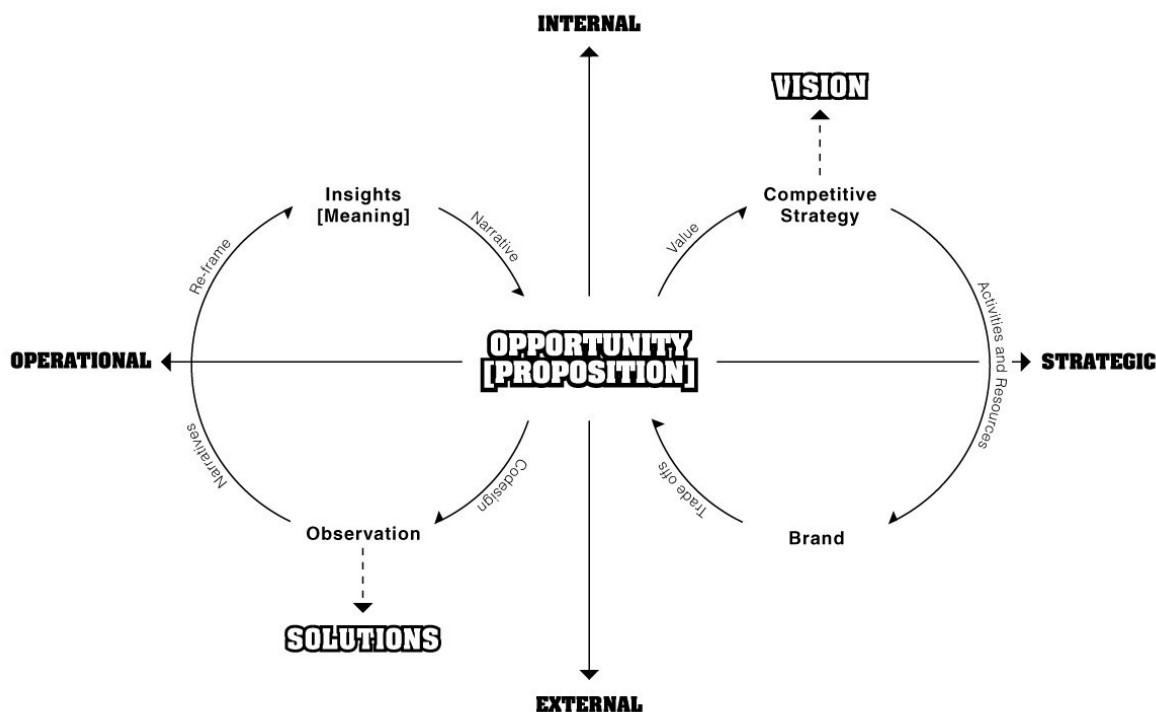 INTERNAL
VISION
Insights
[Meaning]
Competitive
Strategy
Re-frame
Narrative
Value
Activities and Resources
OPERATIONAL
OPPORTUNITY
[PROPOSITION]
STRATEGIC
Narratives
Codesign
Trade offs
Observation
Brand
SOLUTIONS
EXTERNAL